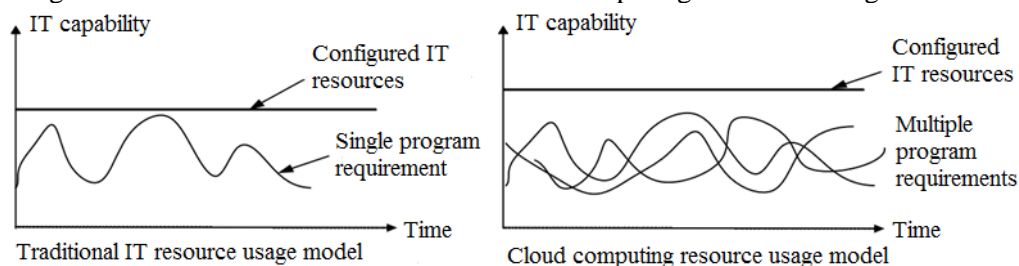 IT capability
Configured IT
resources
Single program
requirement
Time
Traditional IT resource usage model
IT capability
Configured
IT resources
Multiple
program
requirements
Time
Cloud computing resource usage model